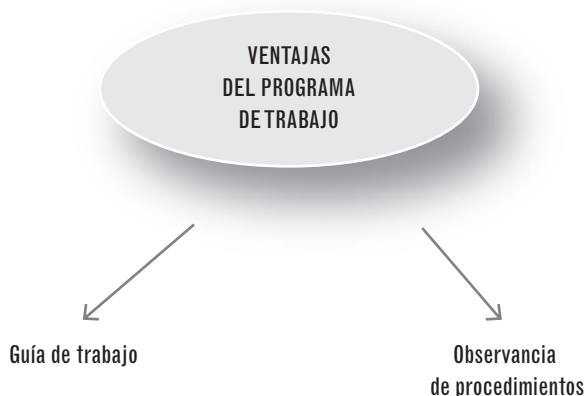 VENTAJAS
DEL PROGRAMA
DE TRABAJO
Guía de trabajo
Observancia
de procedimientos